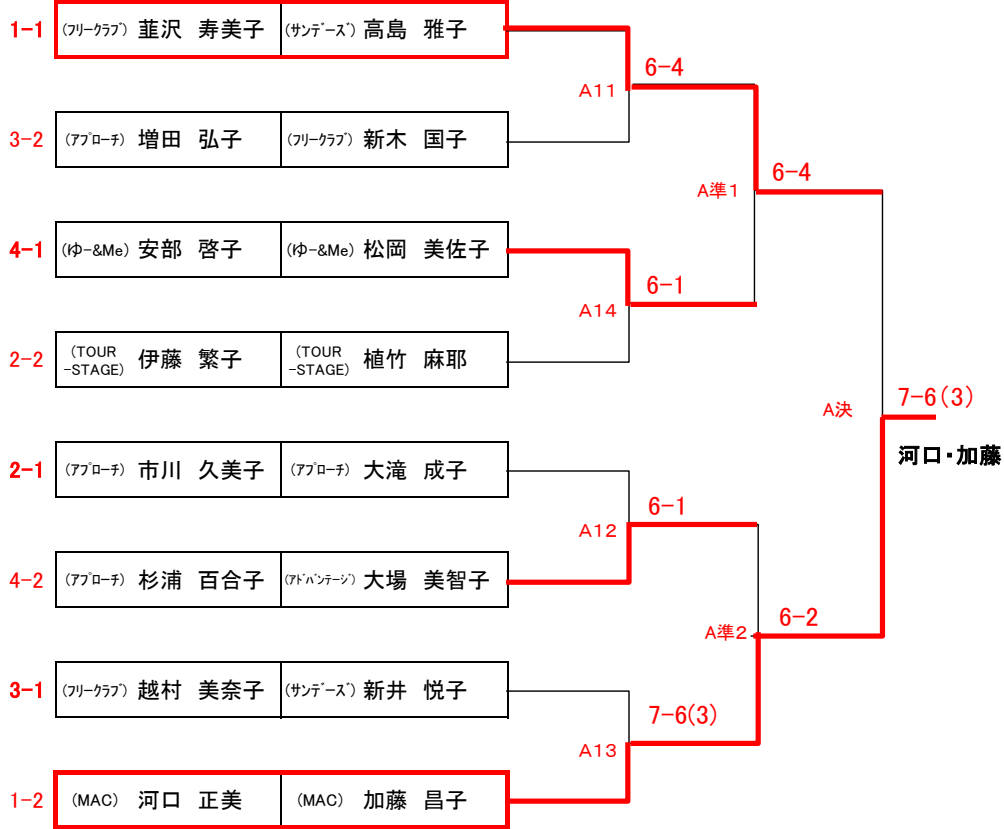 1-1 (フリークラブ) 韮沢 寿美子 (サンデーズ) 高島 雅子
6-4
A11
3-2 (アプローチ) 増田 弘子 (フリークラブ) 新木 国子
6-4
A準1
4-1 (ゆー&Me) 安部 啓子 (ゆー&Me) 松岡 美佐子
6-1
A14
2-2 (TOUR -STAGE) 伊藤 繁子 (TOUR -STAGE) 植竹 麻耶
7-6(3)
A決
河口・加藤
2-1 (アプローチ) 市川 久美子 (アプローチ) 大滝 成子
6-1
A12
4-2 (アプローチ) 杉浦 百合子 (アドバンテージ) 大場 美智子
6-2
A準2
3-1 (フリークラブ) 越村 美奈子 (サンデーズ) 新井 悦子
7-6(3)
A13
1-2 (MAC) 河口 正美 (MAC) 加藤 昌子